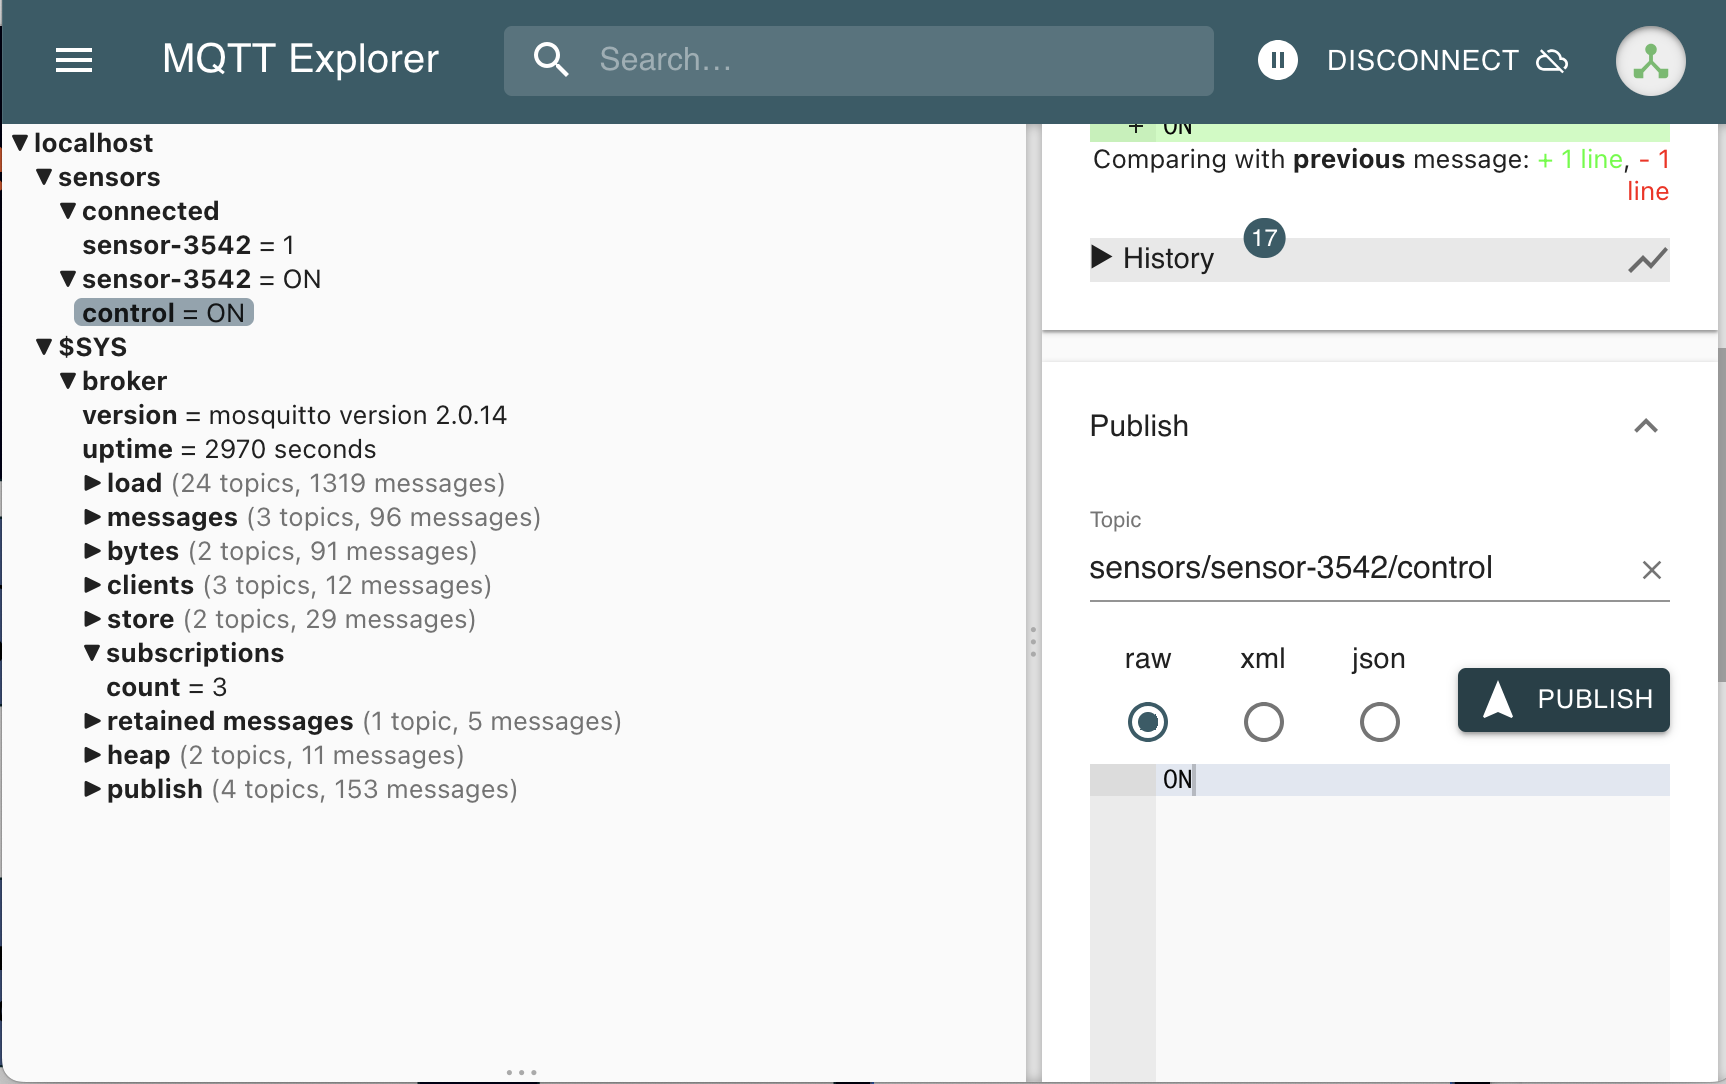 MQTT Explorer
Search...
DISCONNECT
localhost
sensors
connected
sensor-3542 = 1
sensor-3542 = ON
control = ON
$SYS
broker
version = mosquitto version 2.0.14
uptime = 2970 seconds
load (24 topics, 1319 messages)
messages (3 topics, 96 messages)
bytes (2 topics, 91 messages)
clients (3 topics, 12 messages)
store (2 topics, 29 messages)
subscriptions
count = 3
retained messages (1 topic, 5 messages)
heap (2 topics, 11 messages)
publish (4 topics, 153 messages)
+ ON
Comparing with previous message: + 1 line, - 1
line
History 17
Publish
Topic
sensors/sensor-3542/control
raw xml json
PUBLISH
ON